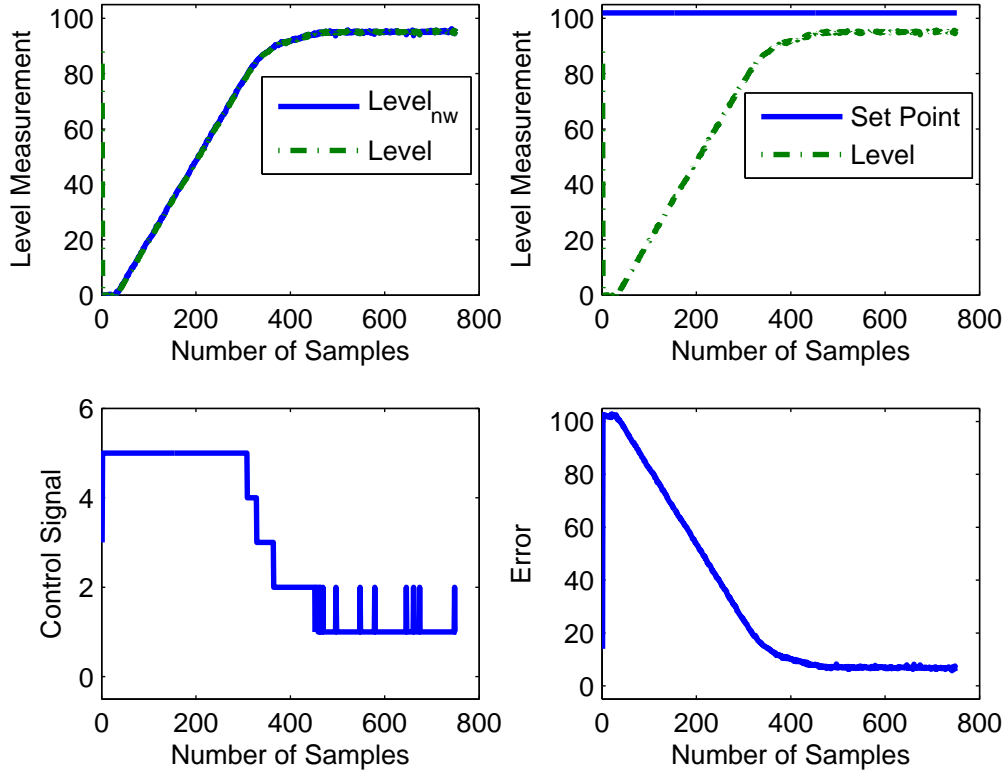 Level Measurement
100
80
60
40
20
0
0 200 400 600 800
Number of Samples
Level_nw
Level
Level Measurement
100
80
60
40
20
0
0 200 400 600 800
Number of Samples
Set Point
Level
Control Signal
6
4
2
0
0 200 400 600 800
Number of Samples
Error
100
80
60
40
20
0
0 200 400 600 800
Number of Samples